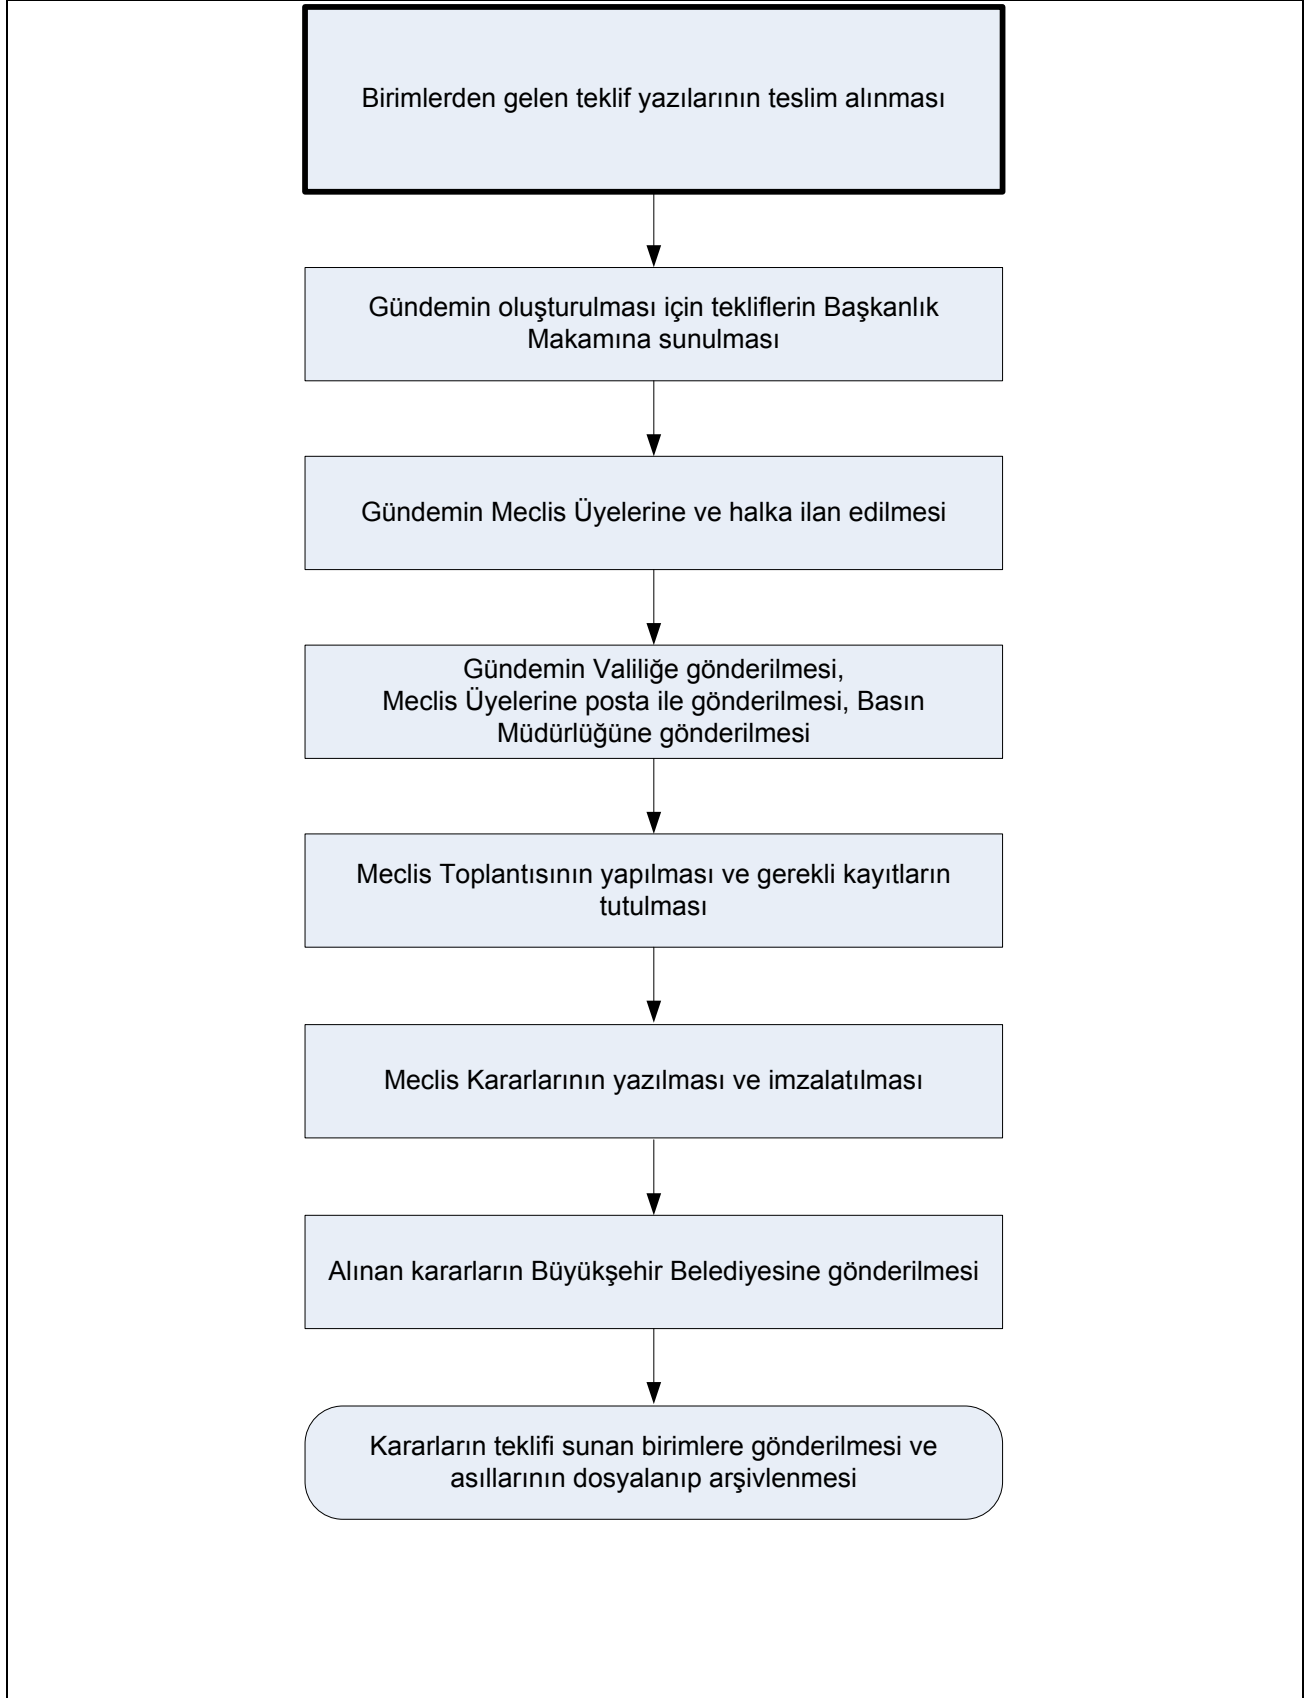 Birimlerden gelen teklif yazılarının teslim alınması
Gündemin oluşturulması için tekliflerin Başkanlık
Makamına sunulması
Gündemin Meclis Üyelerine ve halka ilan edilmesi
Gündemin Valiliğe gönderilmesi,
Meclis Üyelerine posta ile gönderilmesi, Basın
Müdürlüğüne gönderilmesi
Meclis Toplantısının yapılması ve gerekli kayıtların
tutulması
Meclis Kararlarının yazılması ve imzalatılması
Alınan kararların Büyükşehir Belediyesine gönderilmesi
Kararların teklifi sunan birimlere gönderilmesi ve
asıllarının dosyalanıp arşivlenmesi